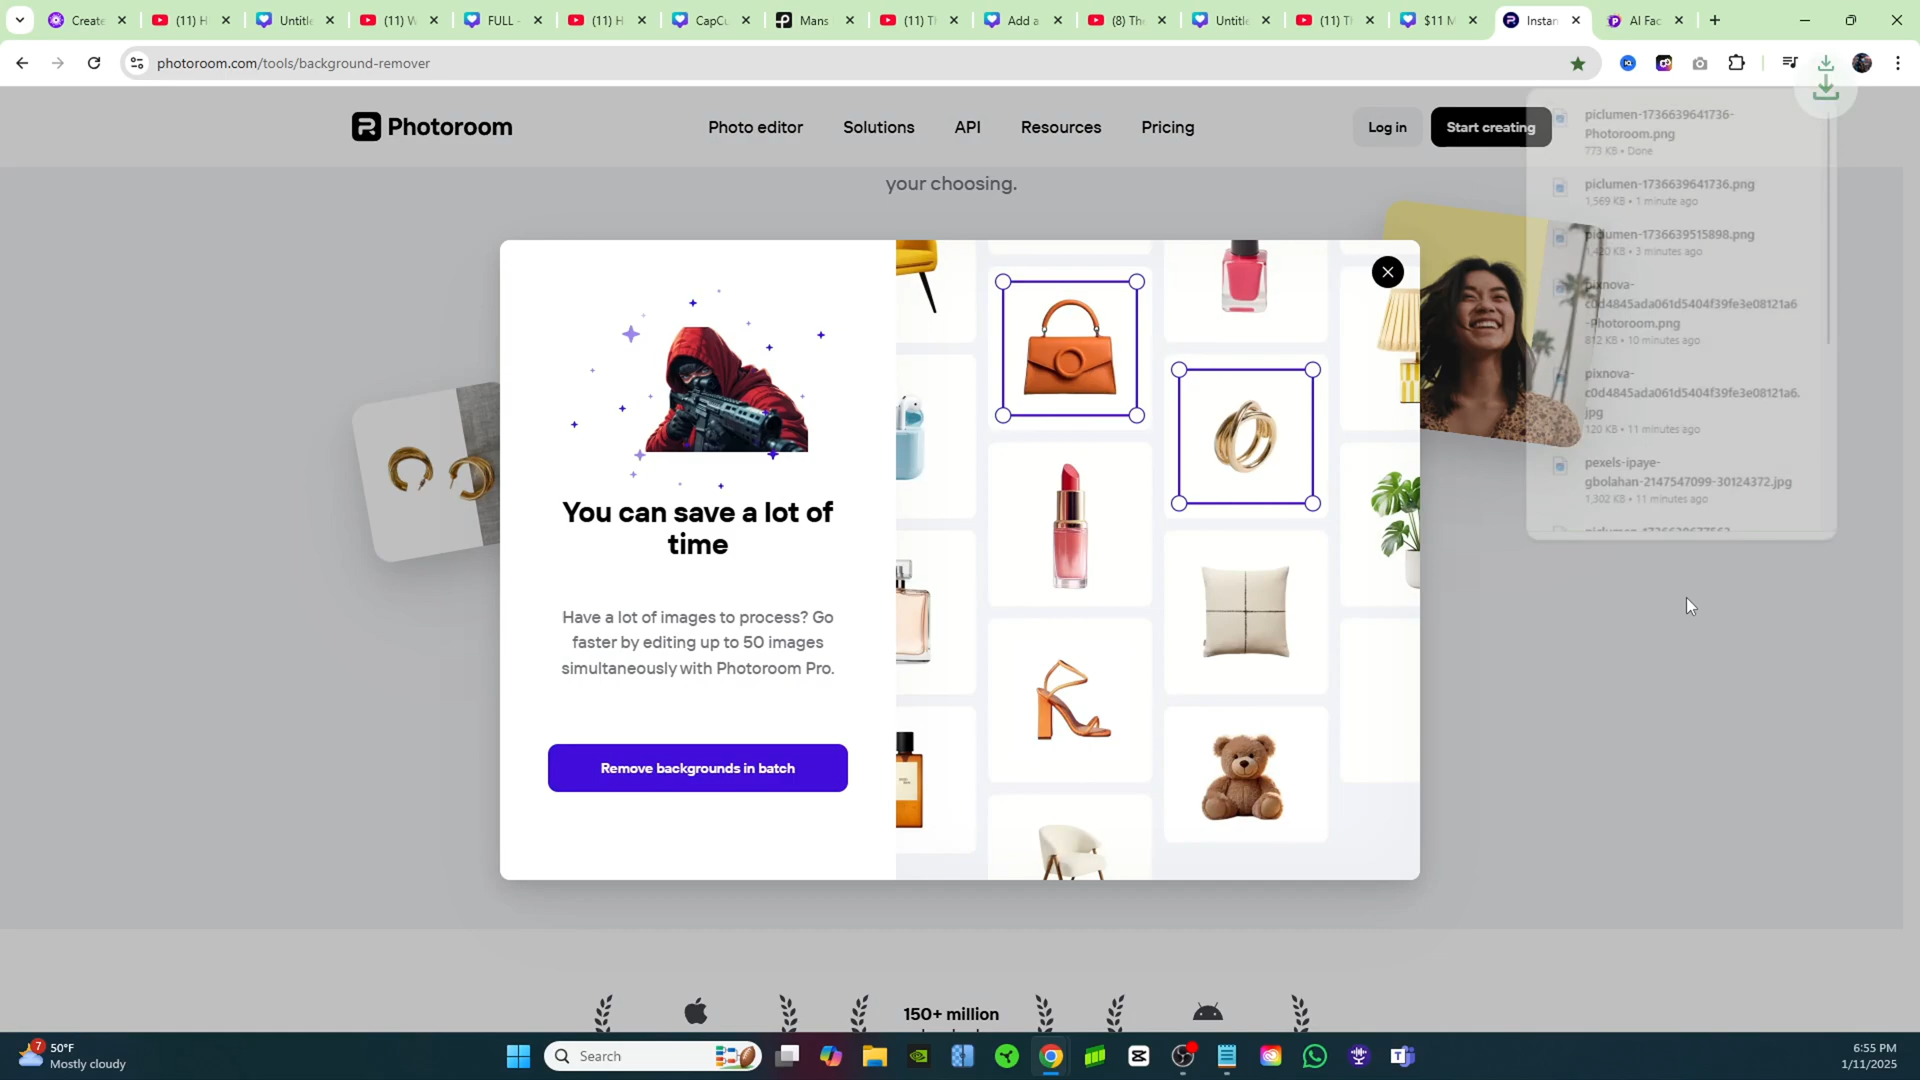 Create
(11) H
Untitle
(11) W
FULL -
(11) H
CapCu
Mans
(11) Th
Add a
(8) The
Untitle
(11) Th
$11 M
Instan
AI Fac
photoroom.com/tools/background-remover
Photoroom
Photo editor
Solutions
API
Resources
Pricing
Log in
Start creating
your choosing.
piclumen-1736639641736-
Photoroom.png
773 KB • Done
piclumen-1736639641736.png
1,569 KB • 1 minute ago
piclumen-1736639515898.png
1,420 KB • 3 minutes ago
pixnova-
c0d4845ada061d5404f39fe3e08121a6
-Photoroom.png
812 KB • 10 minutes ago
pixnova-
c0d4845ada061d5404f39fe3e08121a6.
jpg
120 KB • 11 minutes ago
pexels-ipaye-
gbolahan-2147547099-30124372.jpg
1,302 KB • 11 minutes ago
You can save a lot of
time
Have a lot of images to process? Go
faster by editing up to 50 images
simultaneously with Photoroom Pro.
Remove backgrounds in batch
150+ million
7
50°F
Mostly cloudy
Search
6:55 PM
1/11/2025